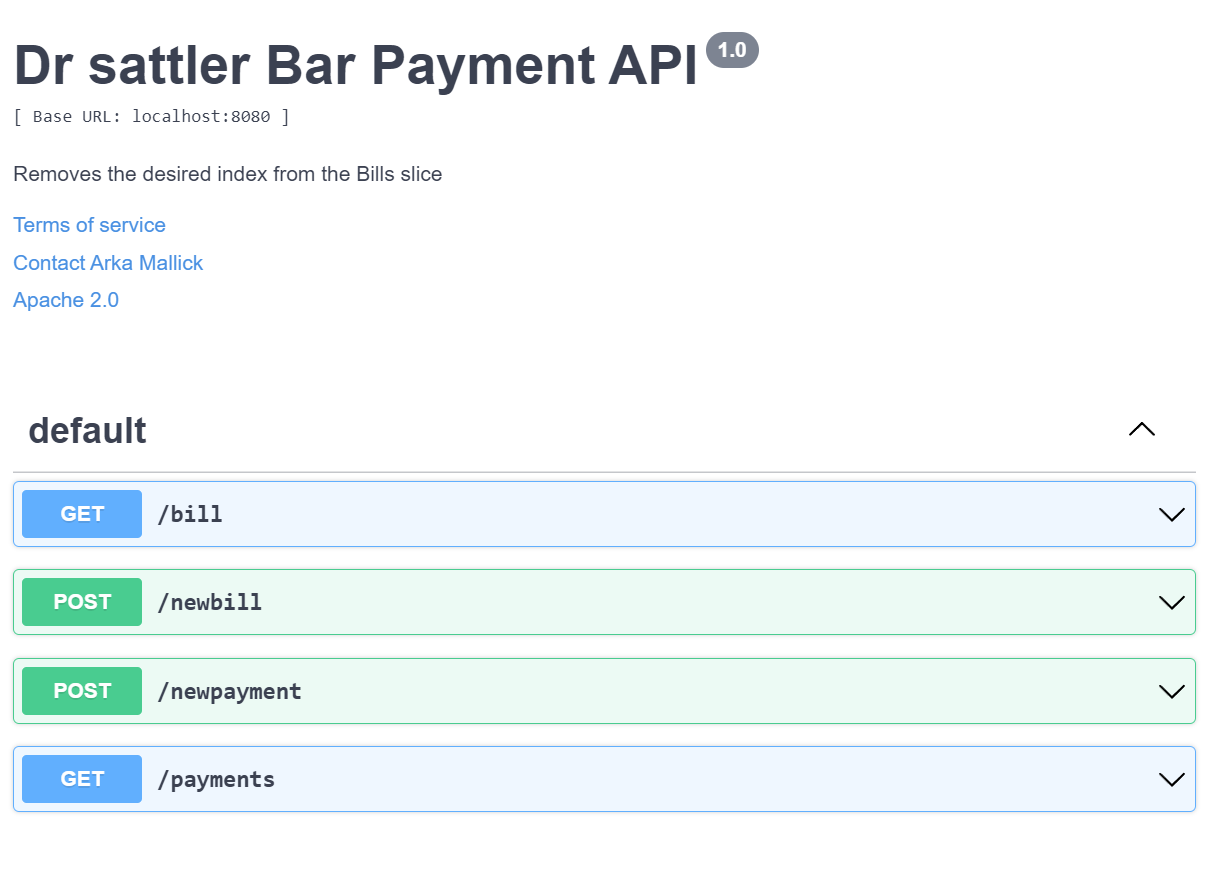 Dr sattler Bar Payment API 1.0
[ Base URL: localhost:8080 ]
Removes the desired index from the Bills slice
Terms of service
Contact Arka Mallick
Apache 2.0
default
GET /bill
POST /newbill
POST /newpayment
GET /payments